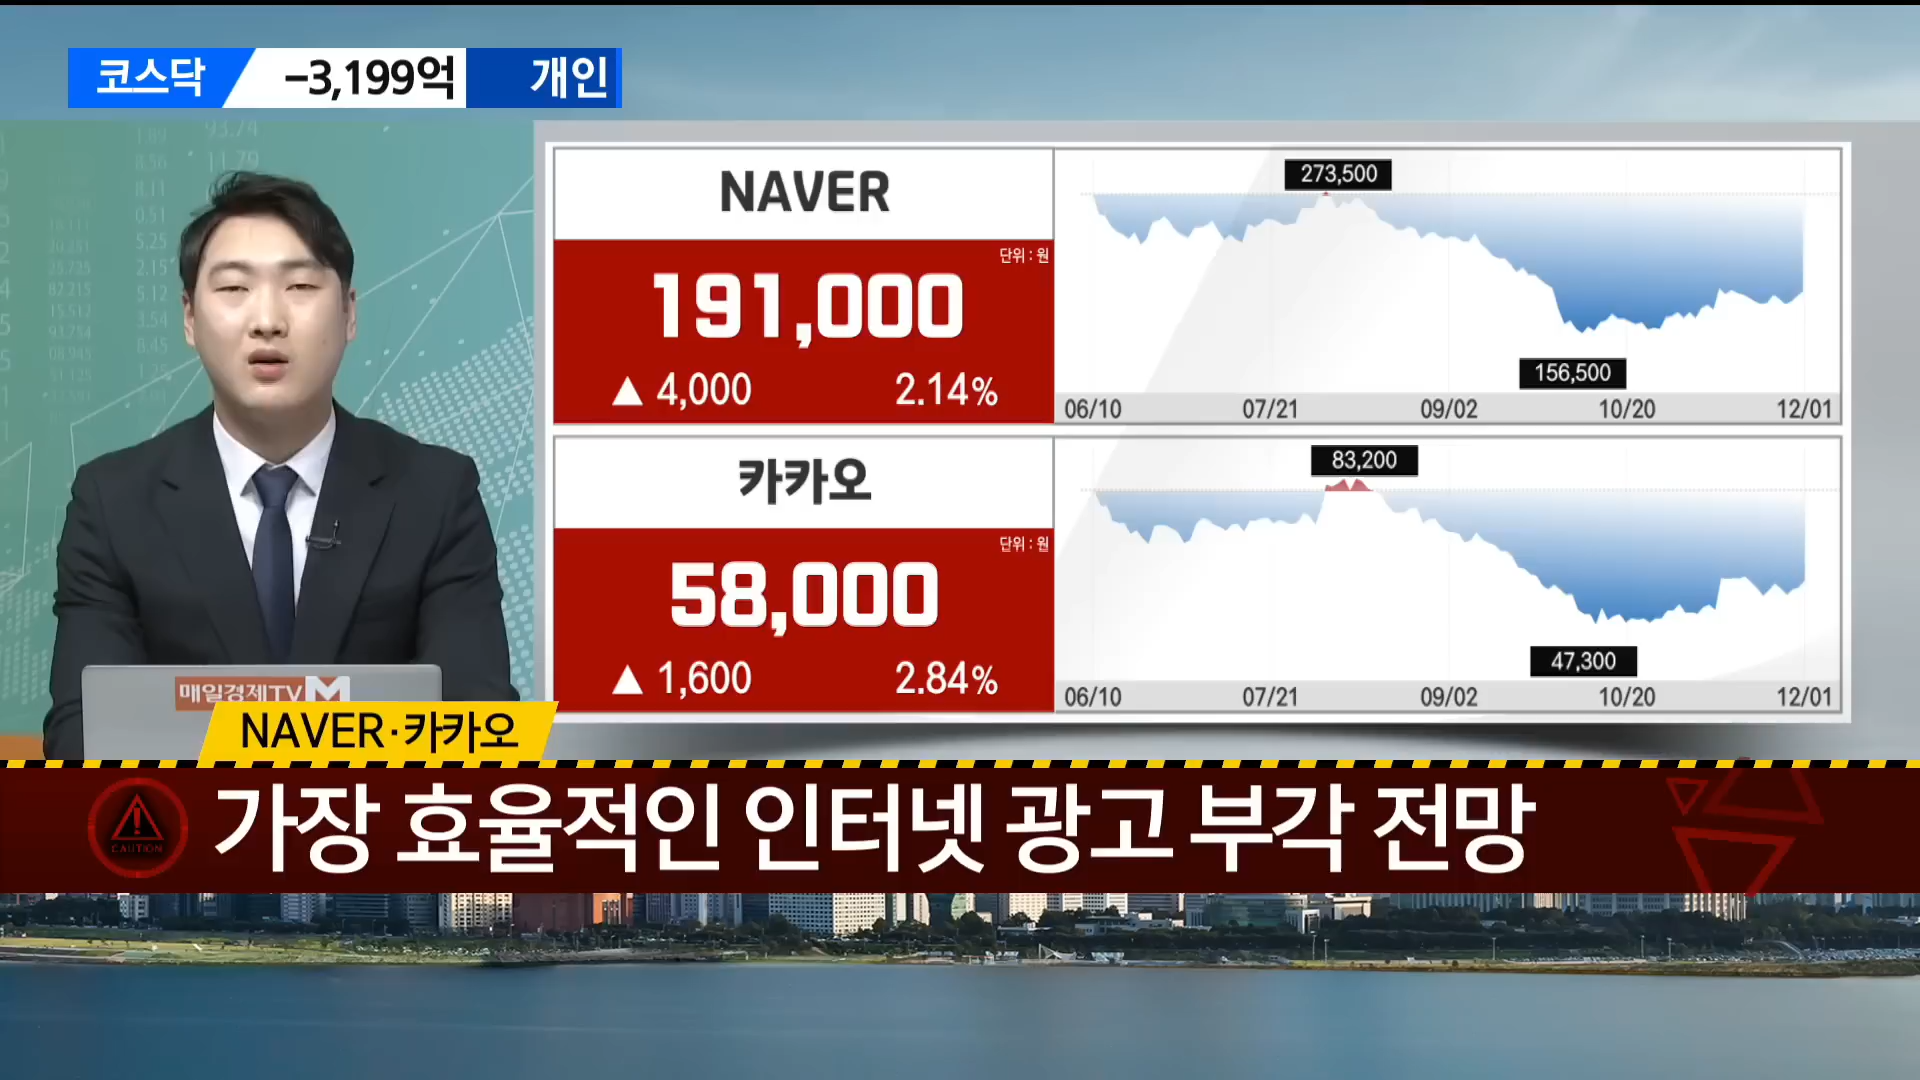 코스닥 -3,199억 개인
NAVER
단위 : 원
191,000
▲ 4,000 2.14%
273,500
156,500
06/10 07/21 09/02 10/20 12/01
카카오
단위 : 원
58,000
▲ 1,600 2.84%
83,200
47,300
06/10 07/21 09/02 10/20 12/01
매일경제TV M
NAVER·카카오
CAUTION
가장 효율적인 인터넷 광고 부각 전망